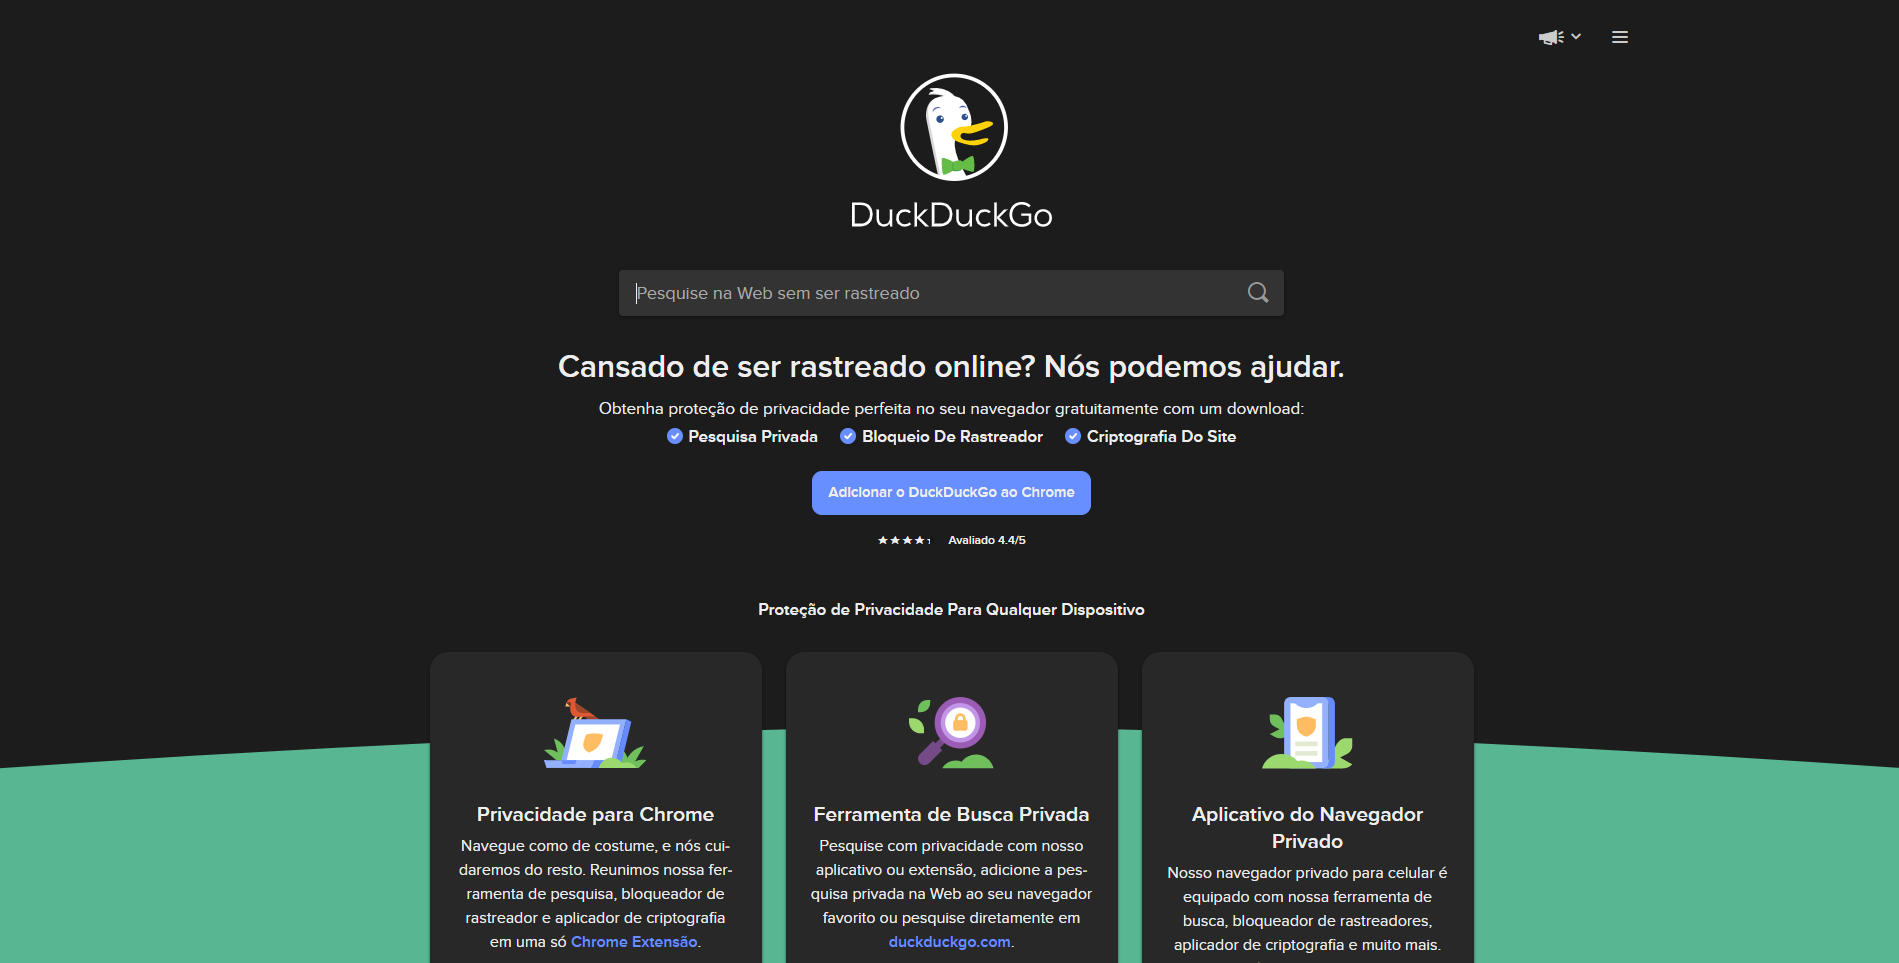 DuckDuckGo
Pesquise na Web sem ser rastreado
Cansado de ser rastreado online? Nós podemos ajudar.
Obtenha proteção de privacidade perfeita no seu navegador gratuitamente com um download:
Pesquisa Privada Bloqueio De Rastreador Criptografia Do Site
Adicionar o DuckDuckGo ao Chrome
Avaliado 4.4/5
Proteção de Privacidade Para Qualquer Dispositivo
Privacidade para Chrome
Navegue como de costume, e nós cui-
daremos do resto. Reunimos nossa fer-
ramenta de pesquisa, bloqueador de
rastreador e aplicador de criptografia
em uma só Chrome Extensão.
Ferramenta de Busca Privada
Pesquise com privacidade com nosso
aplicativo ou extensão, adicione a pes-
quisa privada na Web ao seu navegador
favorito ou pesquise diretamente em
duckduckgo.com.
Aplicativo do Navegador
Privado
Nosso navegador privado para celular é
equipado com nossa ferramenta de
busca, bloqueador de rastreadores,
aplicador de criptografia e muito mais.